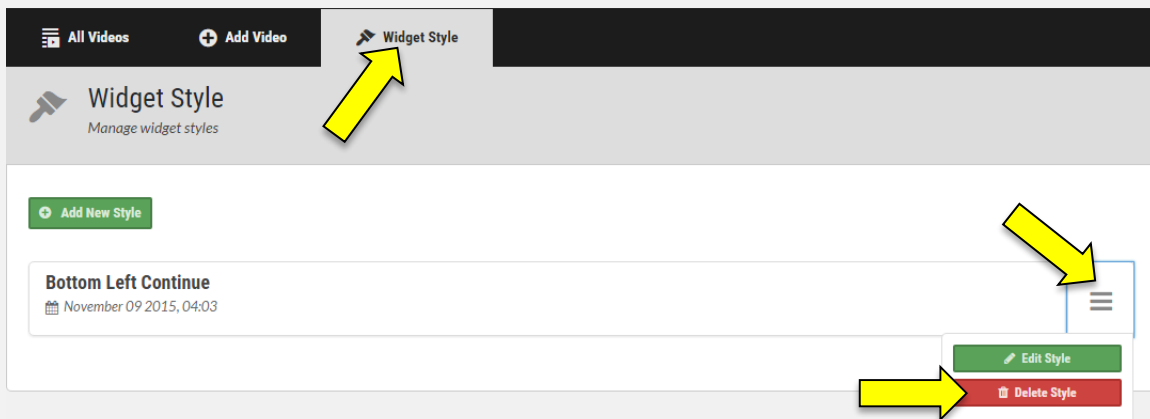 All Videos
Add Video
Widget Style
Widget Style
Manage widget styles
Add New Style
Bottom Left Continue
November 09 2015, 04:03
Edit Style
Delete Style